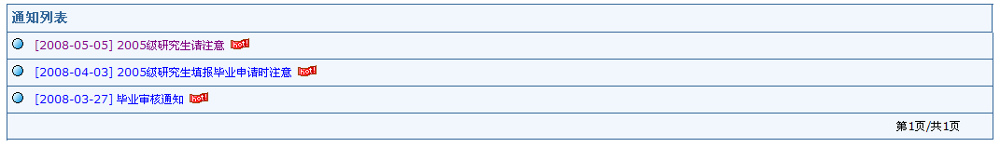 通知列表
[2008-05-05] 2005级研究生请注意 hot!
[2008-04-03] 2005级研究生填报毕业申请时注意 hot!
[2008-03-27] 毕业审核通知 hot!
第1页/共1页